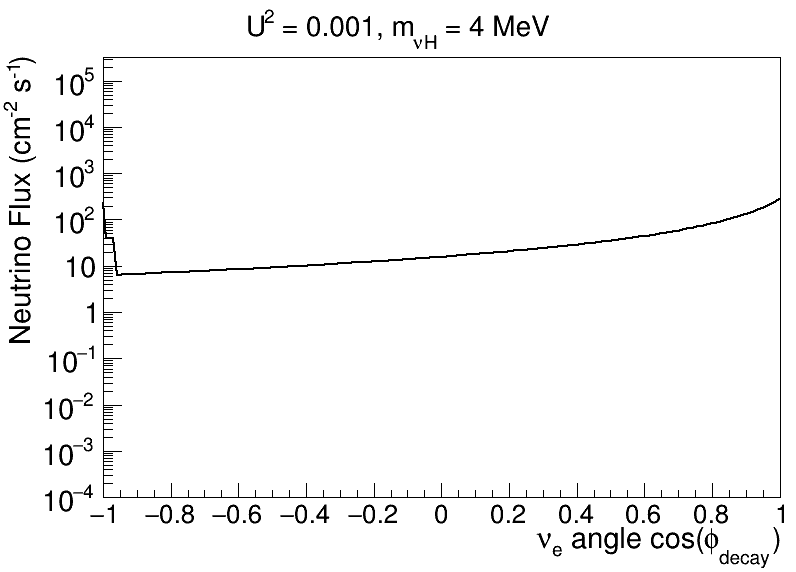 U² = 0.001, m_νH = 4 MeV
Neutrino Flux (cm⁻² s⁻¹)
10⁵
10⁴
10³
10²
10
1
10⁻¹
10⁻²
10⁻³
10⁻⁴
−1 −0.8 −0.6 −0.4 −0.2 0 0.2 0.4 0.6 0.8 1
ν_e angle cos(ϕ_decay)